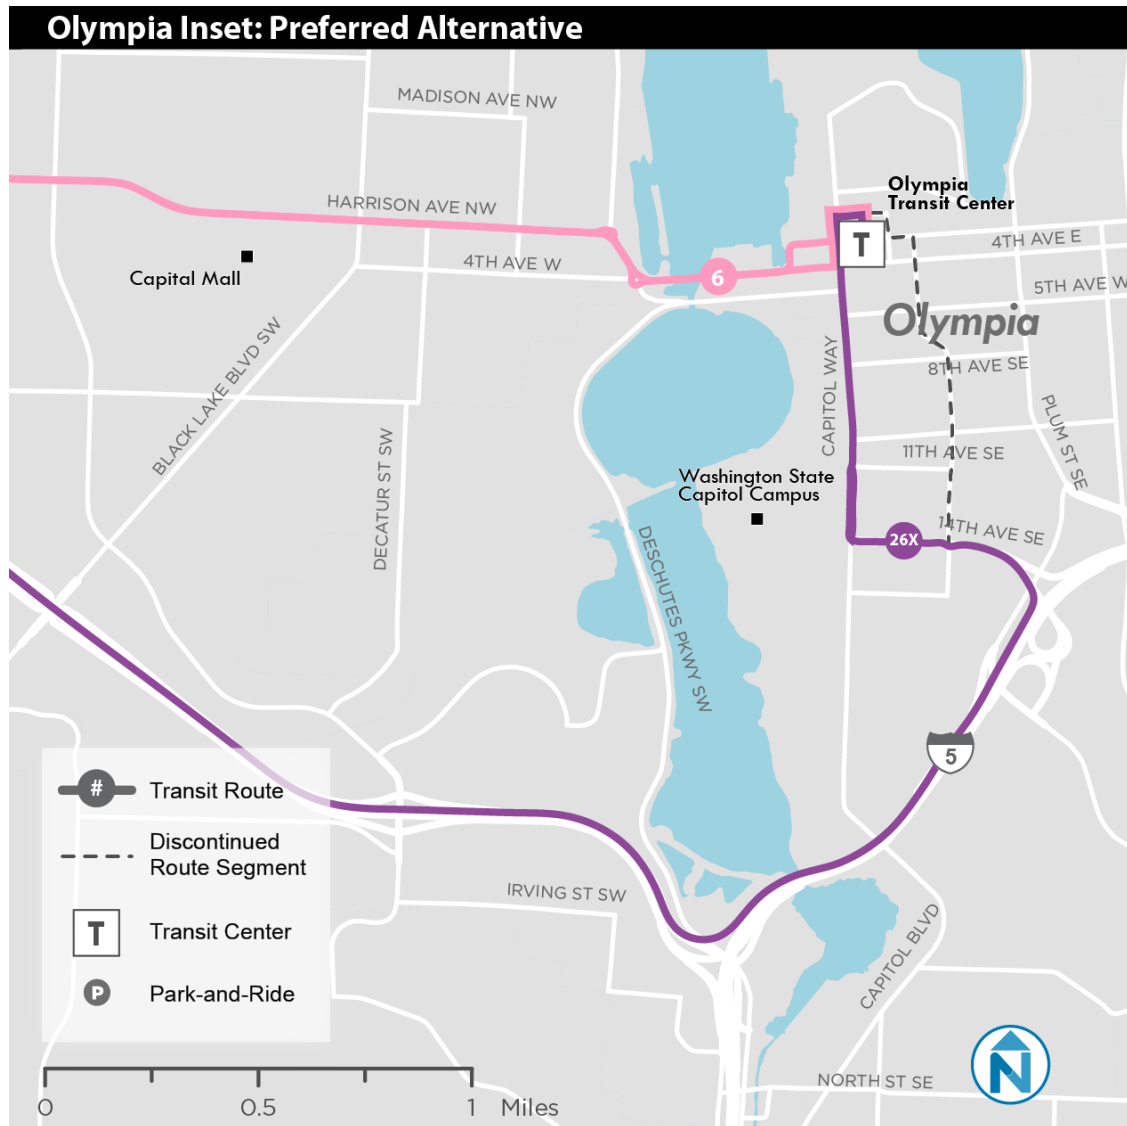 Olympia Inset: Preferred Alternative
MADISON AVE NW
HARRISON AVE NW
Olympia
Transit Center
T
4TH AVE E
4TH AVE W
Capital Mall
6
5TH AVE W
Olympia
8TH AVE SE
BLACK LAKE BLVD SW
CAPITOL WAY
PLUM ST SE
DECATUR ST SW
11TH AVE SE
Washington State
Capitol Campus
14TH AVE SE
26X
DESCHUTES PKWY SW
5
# Transit Route
Discontinued
Route Segment
T Transit Center
P Park-and-Ride
IRVING ST SW
CAPITOL BLVD
NORTH ST SE
N
0 0.5 1 Miles